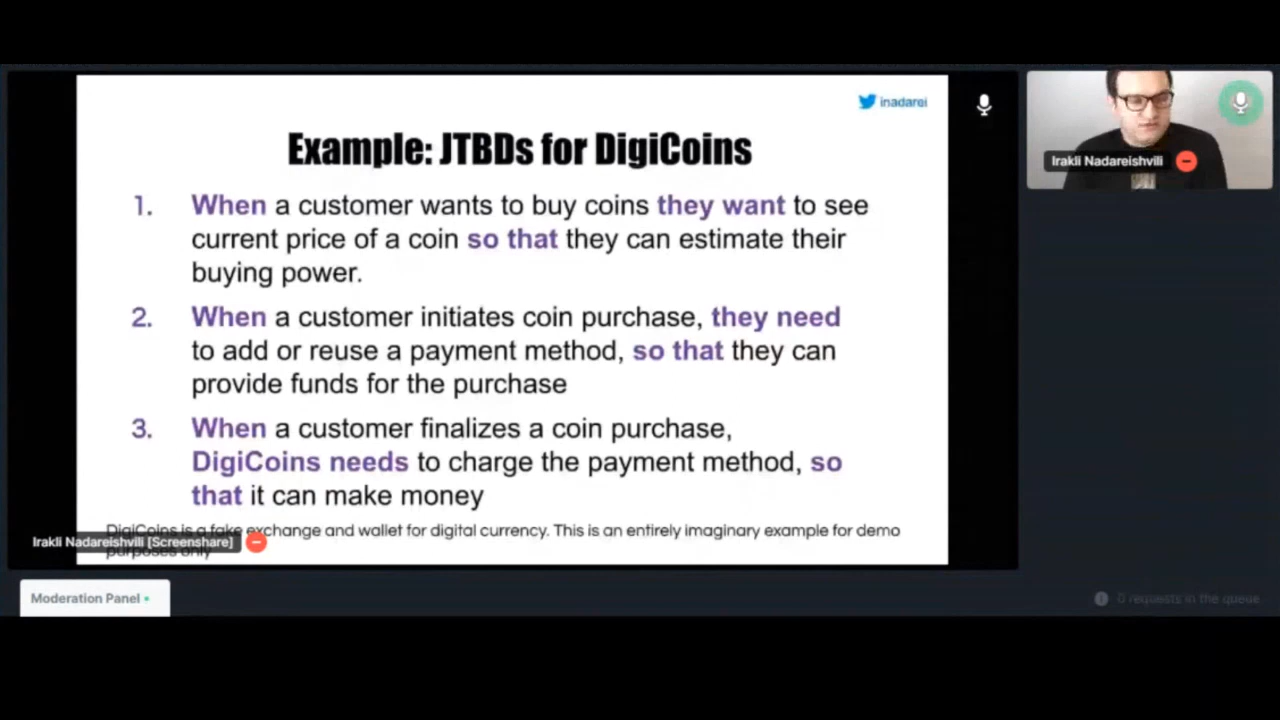 inadarei
Example: JTBDs for DigiCoins
1. When a customer wants to buy coins they want to see
current price of a coin so that they can estimate their
buying power.
2. When a customer initiates coin purchase, they need
to add or reuse a payment method, so that they can
provide funds for the purchase
3. When a customer finalizes a coin purchase,
DigiCoins needs to charge the payment method, so
that it can make money
DigiCoins is a fake exchange and wallet for digital currency. This is an entirely imaginary example for demo
purposes only
Irakli Nadareishvili [Screenshare]
Irakli Nadareishvili
Moderation Panel
0 requests in the queue